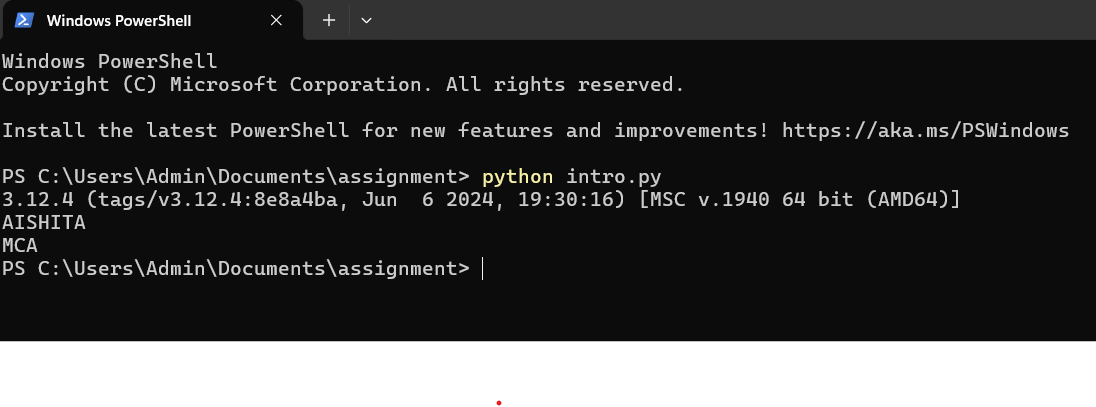 Windows PowerShell
Windows PowerShell
Copyright (C) Microsoft Corporation. All rights reserved.
Install the latest PowerShell for new features and improvements! https://aka.ms/PSWindows
PS C:\Users\Admin\Documents\assignment> python intro.py
3.12.4 (tags/v3.12.4:8e8a4ba, Jun  6 2024, 19:30:16) [MSC v.1940 64 bit (AMD64)]
AISHITA
MCA
PS C:\Users\Admin\Documents\assignment>